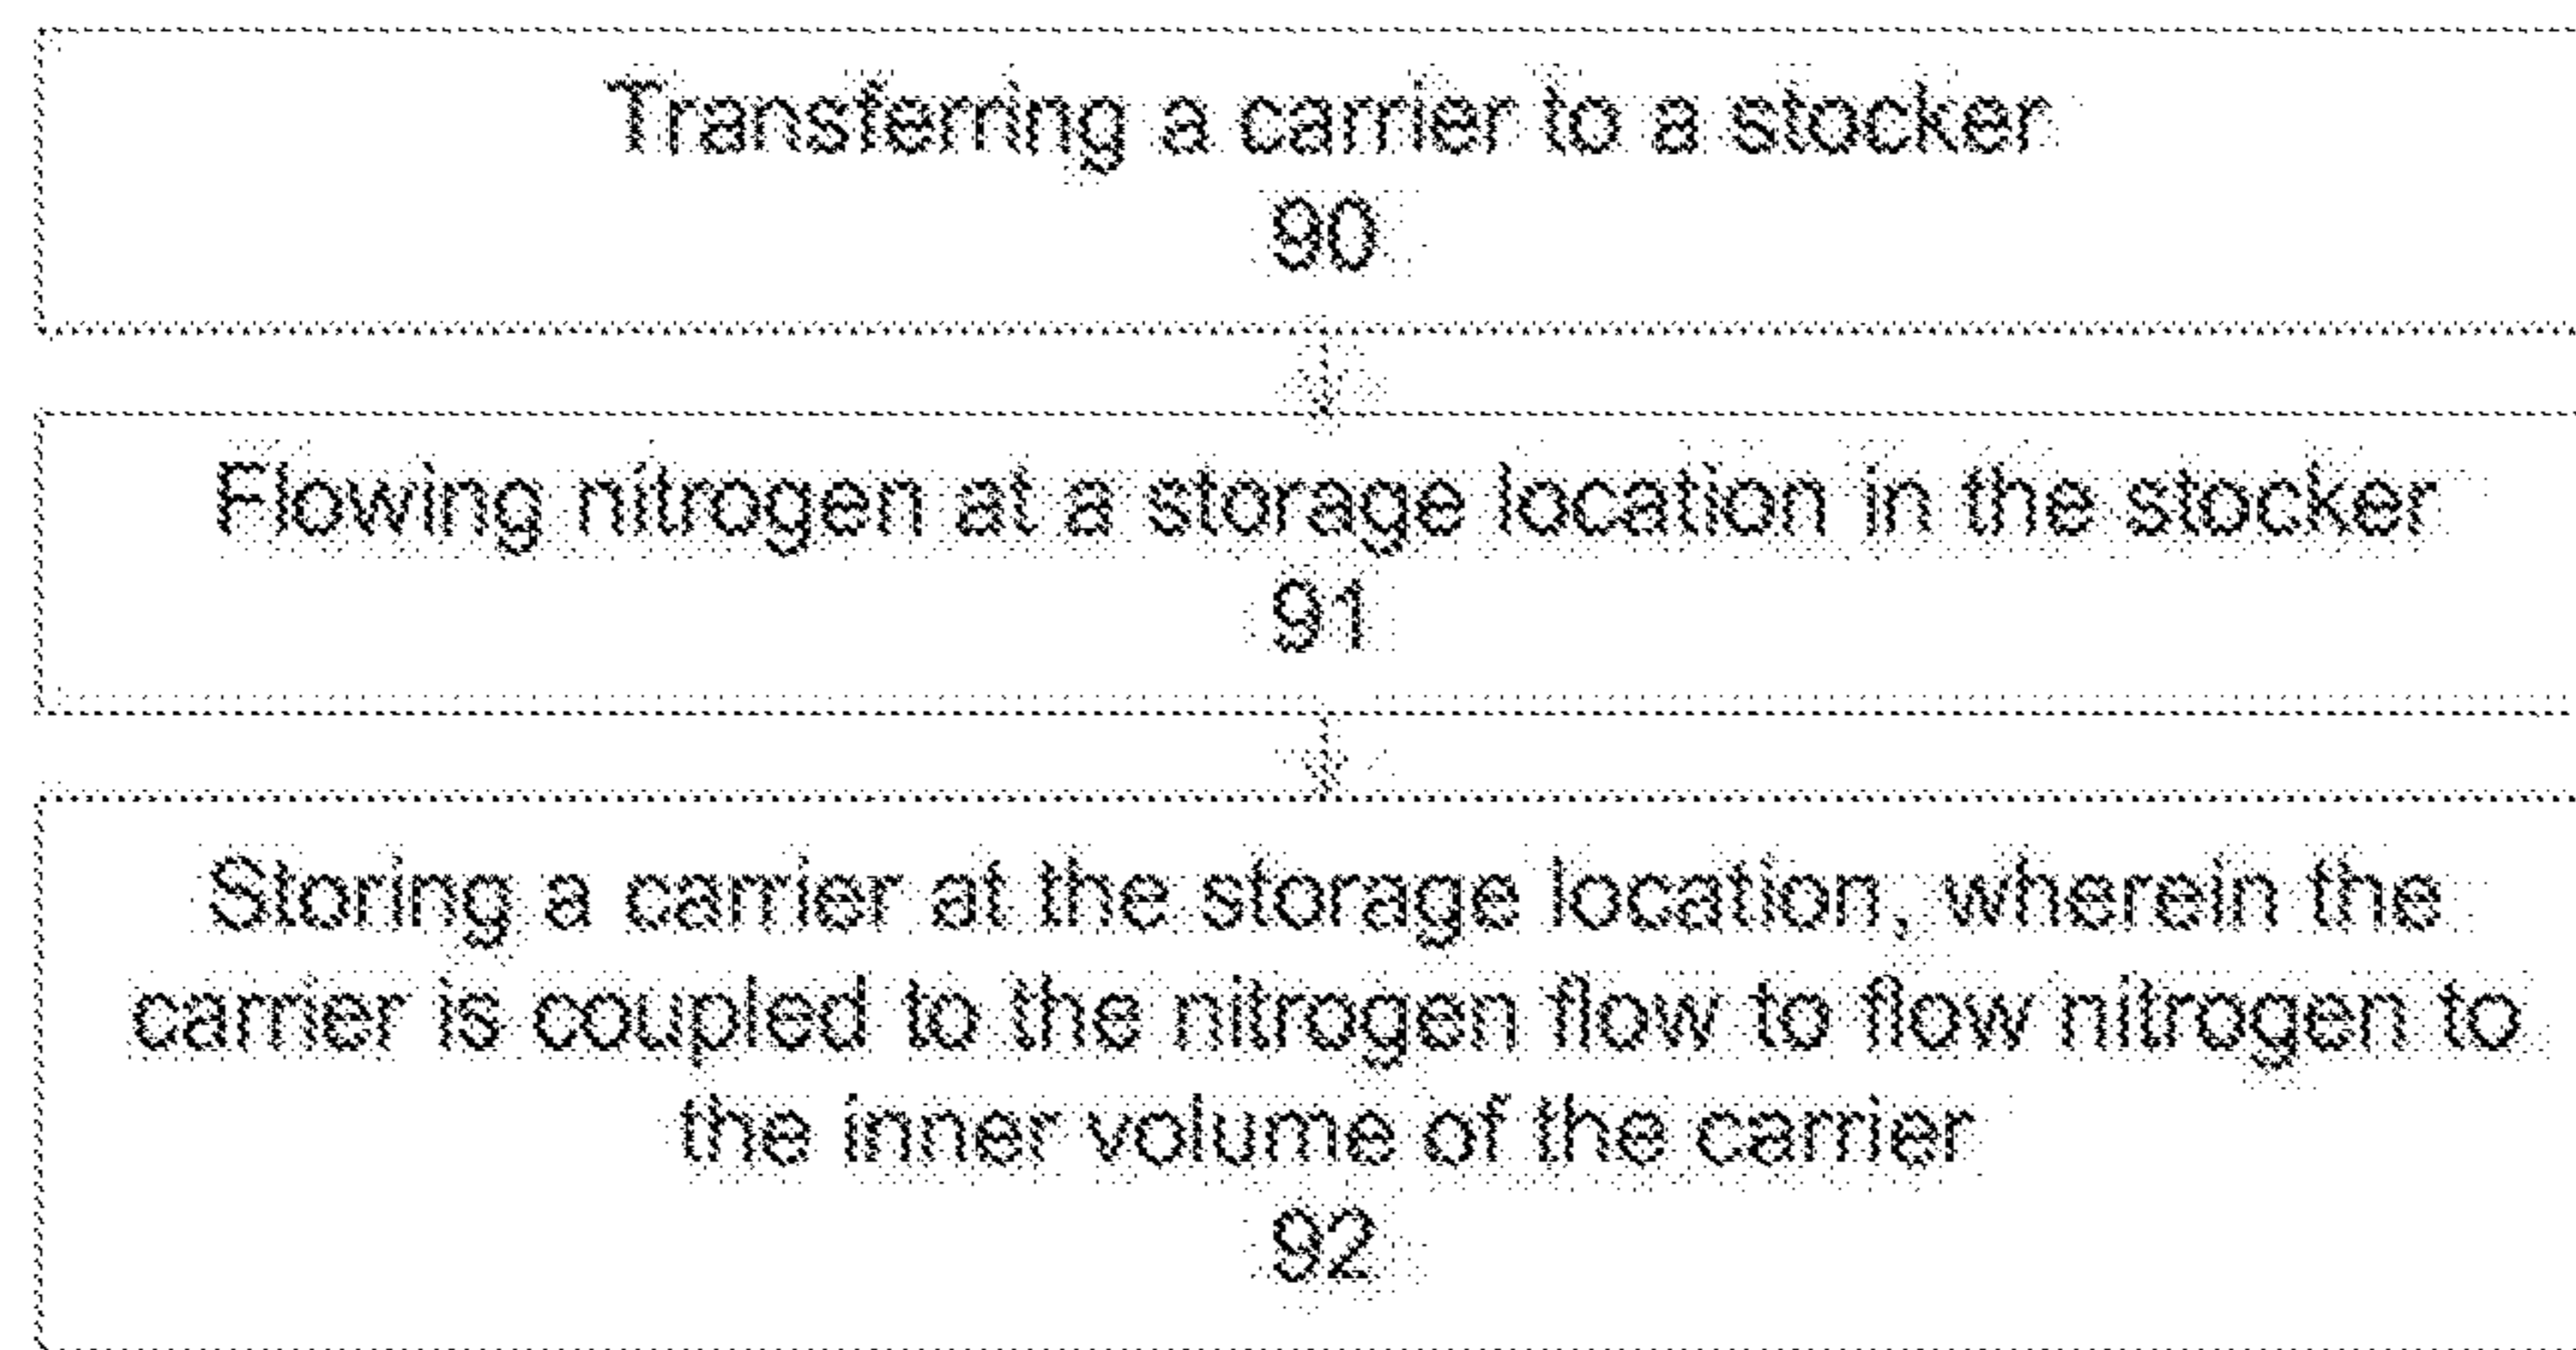 Transferring a carrier to a stocker
90
Flowing nitrogen at a storage location in the stocker
91
Storing a carrier at the storage location, wherein the
carrier is coupled to the nitrogen flow to flow nitrogen to
the inner volume of the carrier
92